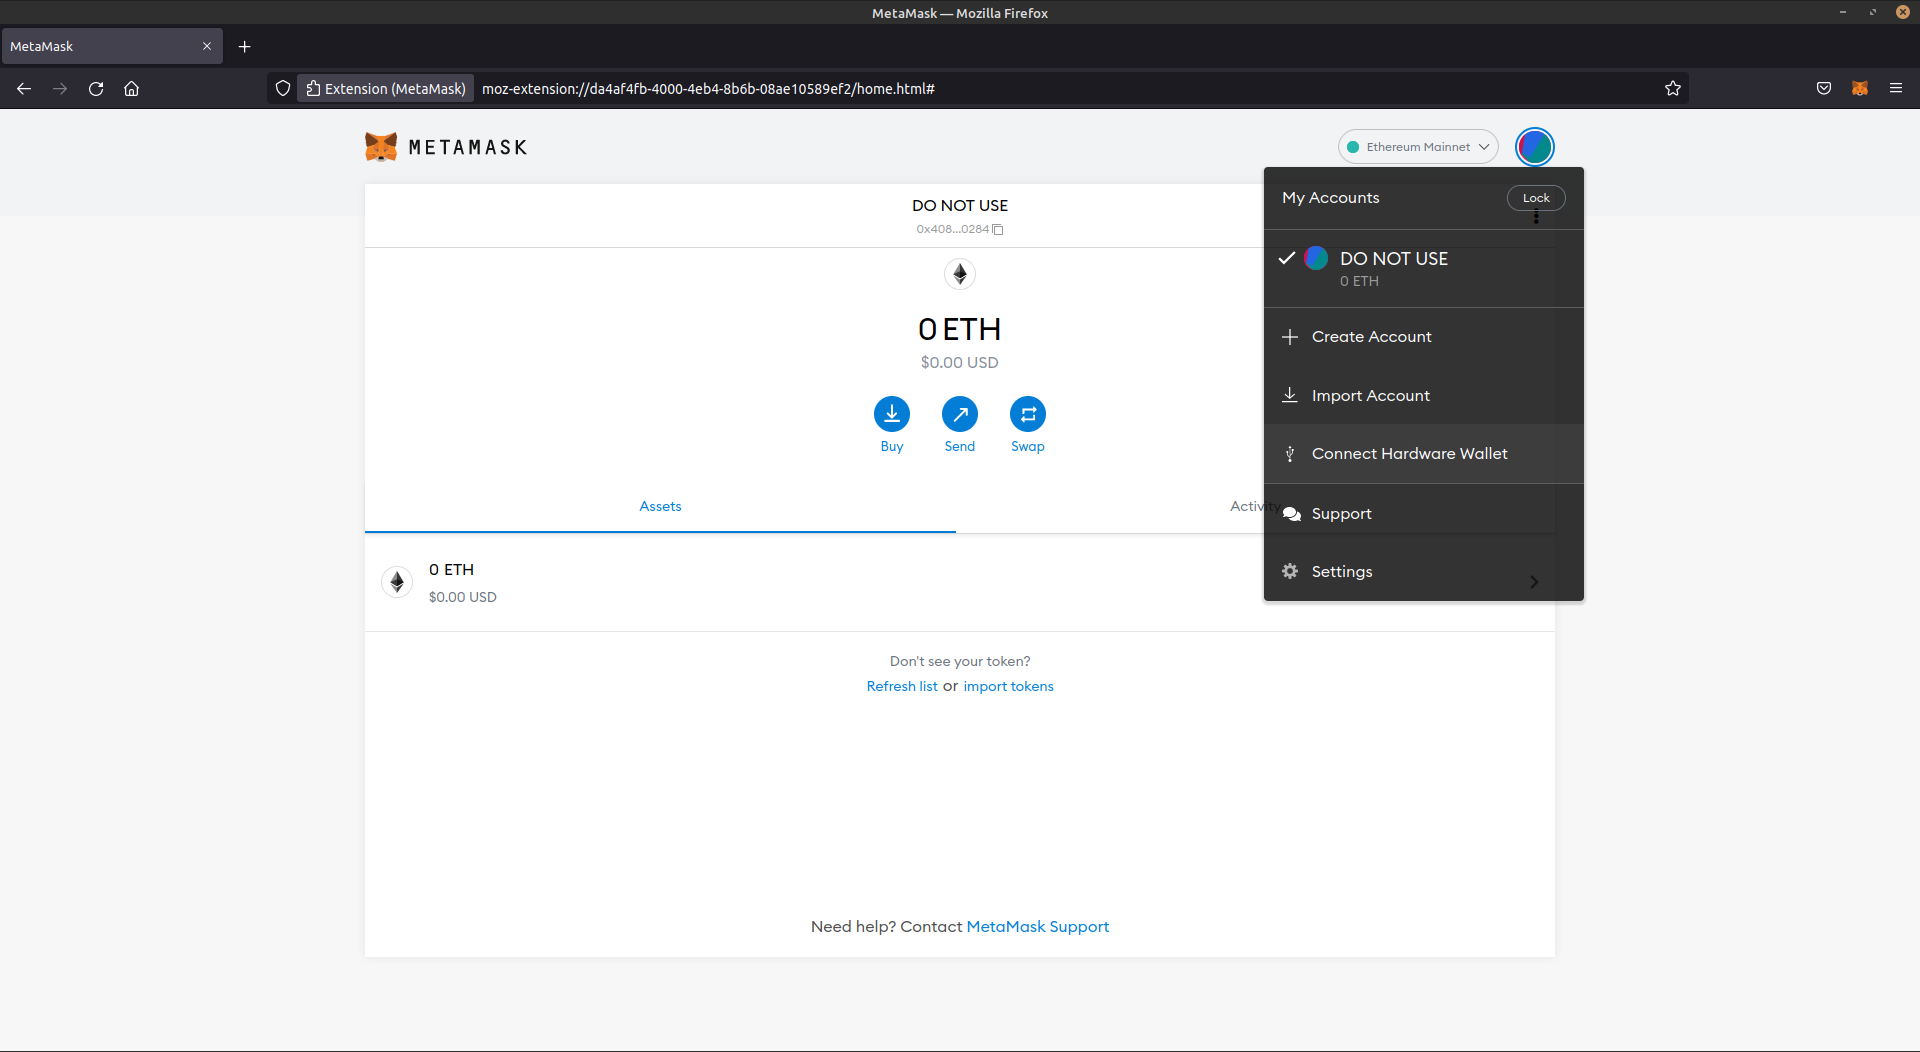 MetaMask — Mozilla Firefox
MetaMask
Extension (MetaMask) moz-extension://da4af4fb-4000-4eb4-8b6b-08ae10589ef2/home.html#
METAMASK
Ethereum Mainnet
My Accounts
Lock
DO NOT USE
0 ETH
Create Account
Import Account
Connect Hardware Wallet
Support
Settings
DO NOT USE
0x408...0284
0 ETH
$0.00 USD
Buy
Send
Swap
Assets
Activity
0 ETH
$0.00 USD
Don't see your token?
Refresh list or import tokens
Need help? Contact MetaMask Support